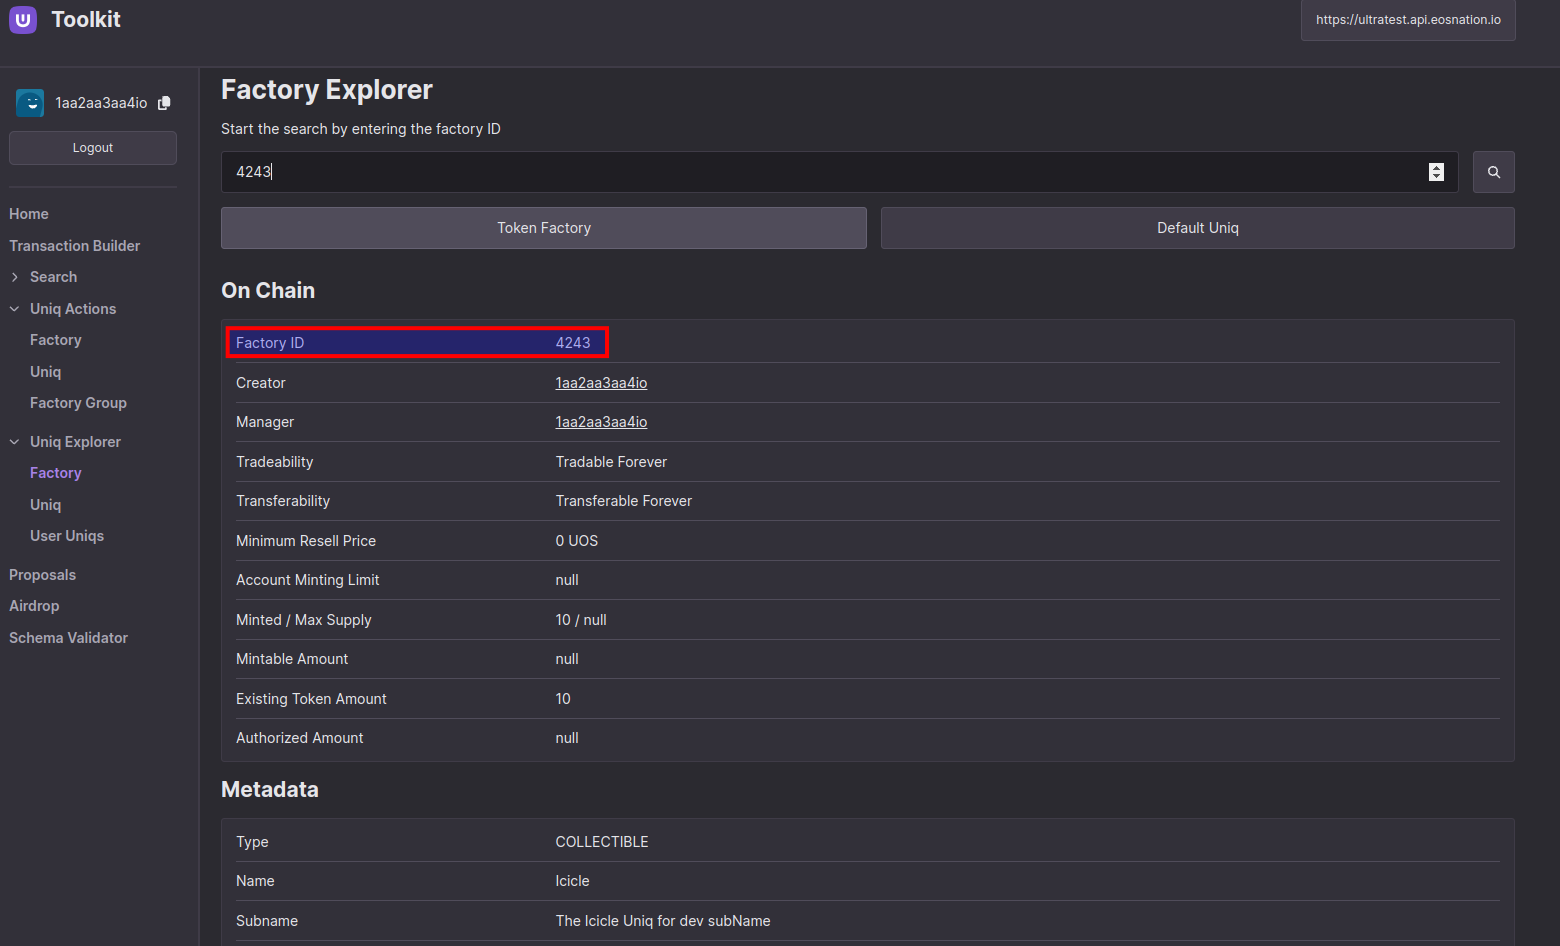 Toolkit
https://ultratest.api.eosnation.io
1aa2aa3aa4io
Logout
Home
Transaction Builder
Search
Uniq Actions
Factory
Uniq
Factory Group
Uniq Explorer
Factory
Uniq
User Uniqs
Proposals
Airdrop
Schema Validator
Factory Explorer
Start the search by entering the factory ID
4243
Token Factory
Default Uniq
On Chain
Factory ID 4243
Creator 1aa2aa3aa4io
Manager 1aa2aa3aa4io
Tradeability Tradable Forever
Transferability Transferable Forever
Minimum Resell Price 0 UOS
Account Minting Limit null
Minted / Max Supply 10 / null
Mintable Amount null
Existing Token Amount 10
Authorized Amount null
Metadata
Type COLLECTIBLE
Name Icicle
Subname The Icicle Uniq for dev subName